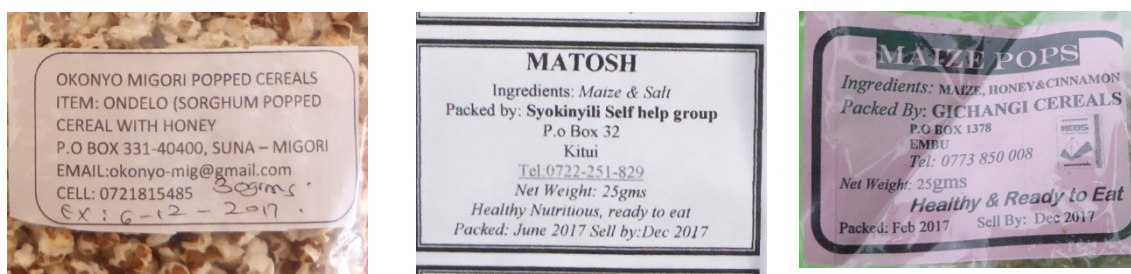 OKONYO MIGORI POPPED CEREALS
ITEM: ONDELO (SORGHUM POPPED
CEREAL WITH HONEY
P.O BOX 331-40400, SUNA – MIGORI
EMAIL:okonyo-mig@gmail.com
CELL: 0721815485 30gms.
EX: 6-12-2017.
MATOSH
Ingredients: Maize & Salt
Packed by: Syokinyili Self help group
P.o Box 32
Kitui
Tel:0722-251-829
Net Weight: 25gms
Healthy Nutritious, ready to eat
Packed: June 2017 Sell by:Dec 2017
MAIZE POPS
Ingredients: MAIZE, HONEY&CINNAMON
Packed By: GICHANGI CEREALS
P.O BOX 1378
EMBU
Tel: 0773 850 008
KEBS
Net Weight: 25gms
Healthy & Ready to Eat
Packed: Feb 2017 Sell By: Dec 2017